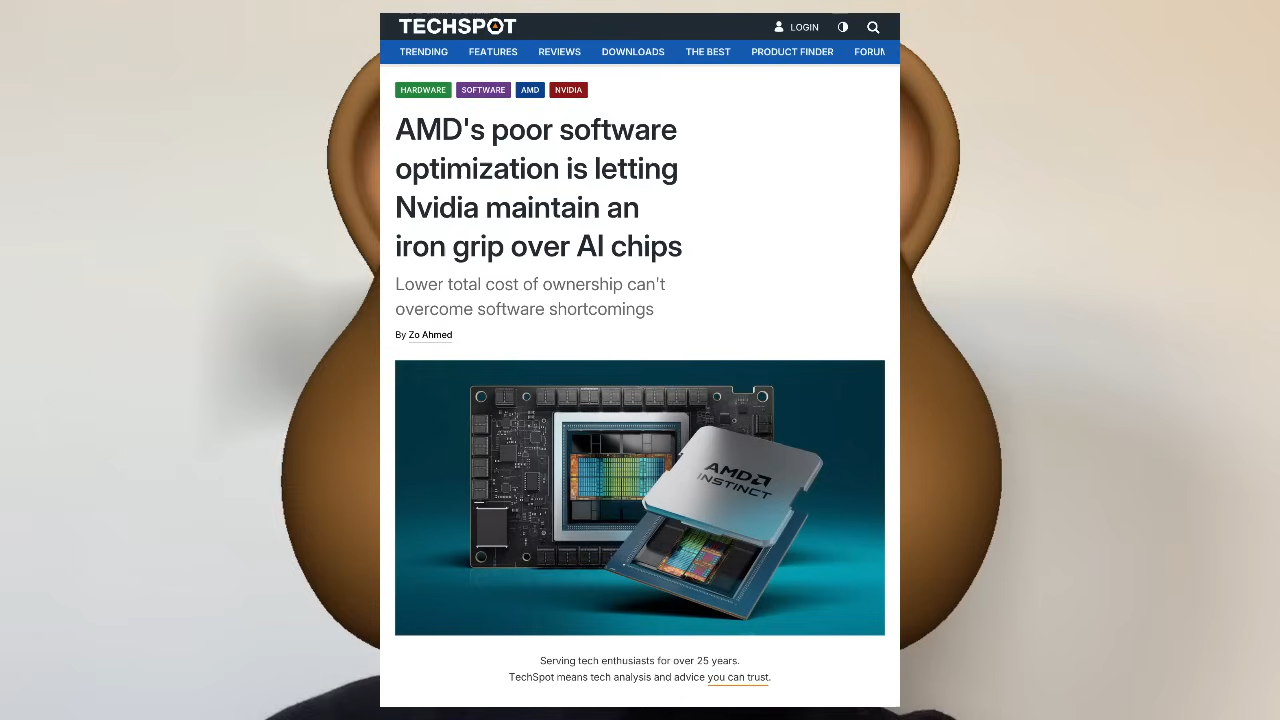 TECHSPOT
LOGIN
TRENDING FEATURES REVIEWS DOWNLOADS THE BEST PRODUCT FINDER FORUM
HARDWARE SOFTWARE AMD NVIDIA
AMD's poor software
optimization is letting
Nvidia maintain an
iron grip over AI chips
Lower total cost of ownership can't
overcome software shortcomings
By Zo Ahmed
AMD
INSTINCT
Serving tech enthusiasts for over 25 years.
TechSpot means tech analysis and advice you can trust.